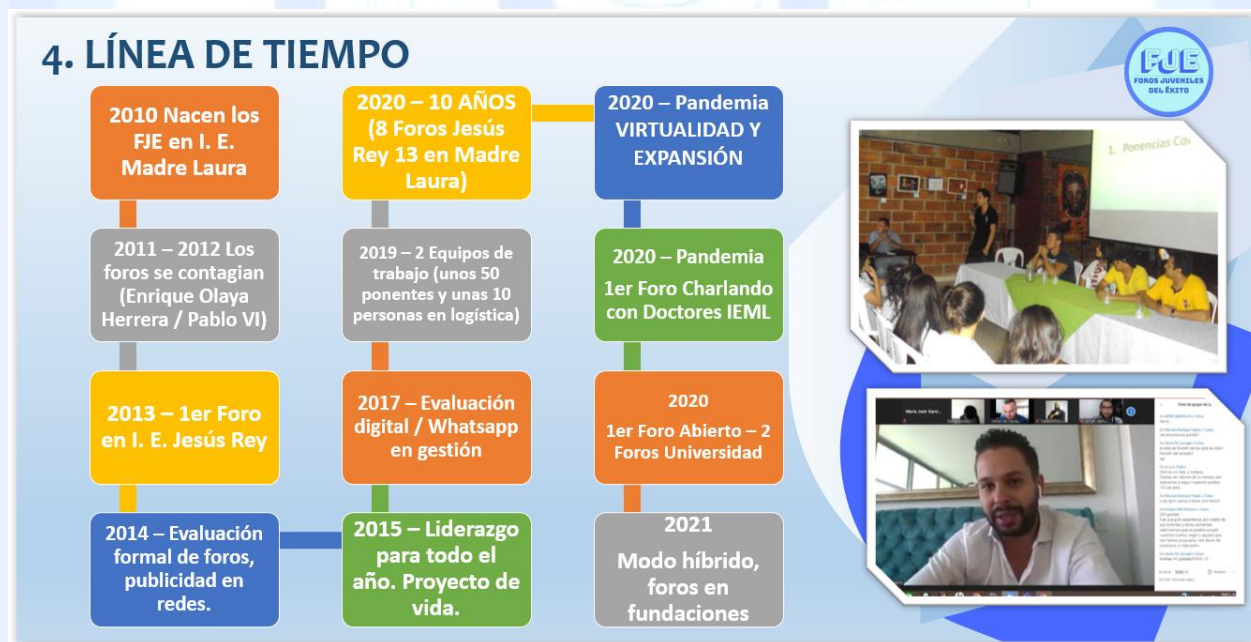 4. LÍNEA DE TIEMPO
FJE
FOROS JUVENILES
DEL ÉXITO
2010 Nacen los
FJE en I. E.
Madre Laura
2011 – 2012 Los
foros se contagian
(Enrique Olaya
Herrera / Pablo VI)
2013 – 1er Foro
en I. E. Jesús Rey
2014 – Evaluación
formal de foros,
publicidad en
redes.
2015 – Liderazgo
para todo el
año. Proyecto de
vida.
2017 – Evaluación
digital / Whatsapp
en gestión
2019 – 2 Equipos de
trabajo (unos 50
ponentes y unas 10
personas en logística)
2020 – 10 AÑOS
(8 Foros Jesús
Rey 13 en Madre
Laura)
2020 – Pandemia
VIRTUALIDAD Y
EXPANSIÓN
2020 – Pandemia
1er Foro Charlando
con Doctores IEML
2020
1er Foro Abierto – 2
Foros Universidad
2021
Modo híbrido,
foros en
fundaciones
1. Ponencias